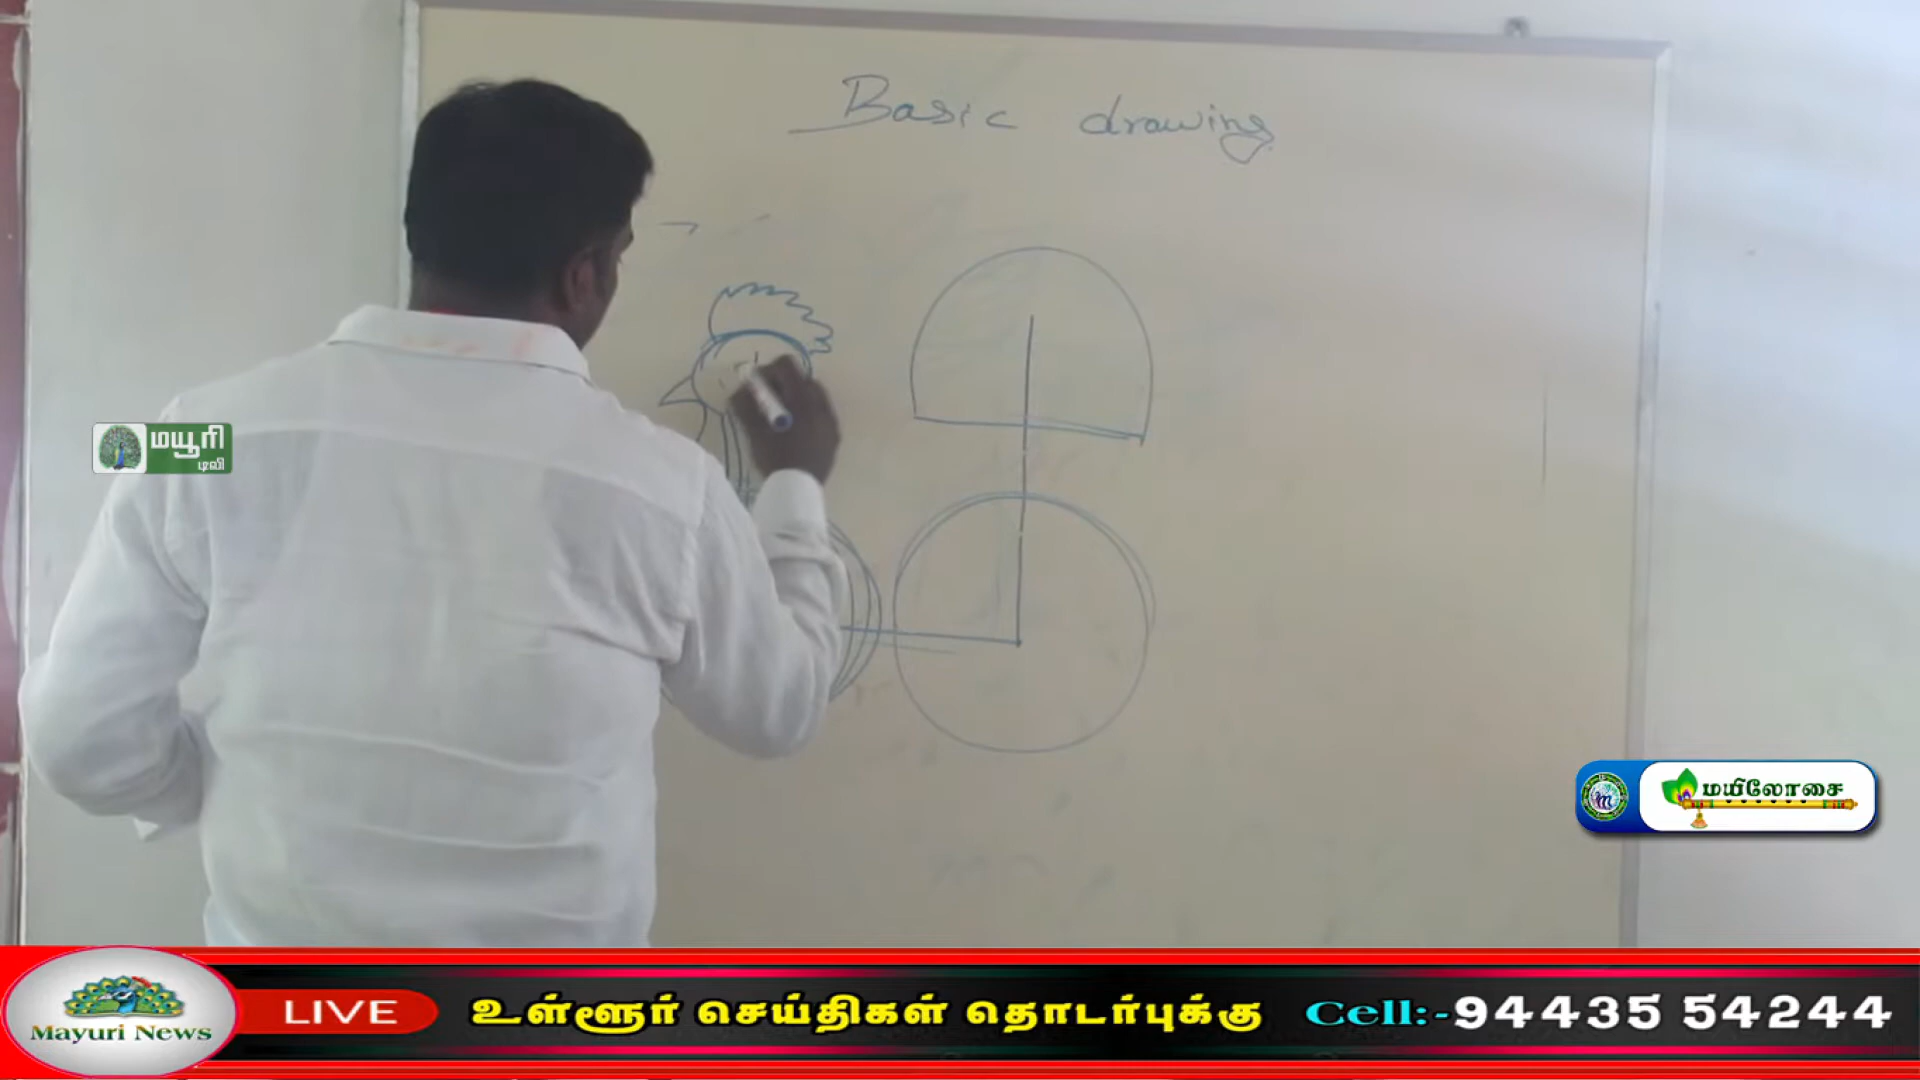 Basic drawing
மயூரி
டிவி
மயிலோசை
Mayuri News
LIVE
உள்ளூர் செய்திகள் தொடர்புக்கு
Cell:-94435 54244